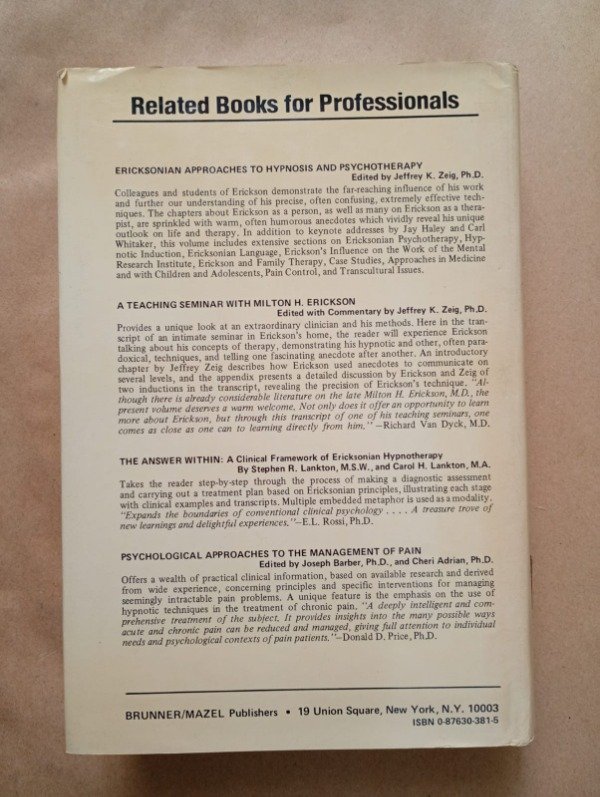 Related Books for Professionals
ERICKSONIAN APPROACHES TO HYPNOSIS AND PSYCHOTHERAPY
Edited by Jeffrey K. Zeig, Ph.D.
Colleagues and students of Erickson demonstrate the far-reaching influence of his work
and further our understanding of his precise, often confusing, extremely effective tech-
niques. The chapters about Erickson as a person, as well as many on Erickson as a thera-
pist, are sprinkled with warm, often humorous anecdotes which vividly reveal his unique
outlook on life and therapy. In addition to keynote addresses by Jay Haley and Carl
Whitaker, this volume includes extensive sections on Ericksonian Psychotherapy, Hyp-
notic Induction, Ericksonian Language, Erickson's Influence on the Work of the Mental
Research Institute, Erickson and Family Therapy, Case Studies, Approaches in Medicine
and with Children and Adolescents, Pain Control, and Transcultural Issues.
A TEACHING SEMINAR WITH MILTON H. ERICKSON
Edited with Commentary by Jeffrey K. Zeig, Ph.D.
Provides a unique look at an extraordinary clinician and his methods. Here in the tran-
script of an intimate seminar in Erickson's home, the reader will experience Erickson
talking about his concepts of therapy, demonstrating his hypnotic and other, often para-
doxical, techniques, and telling one fascinating anecdote after another. An introductory
chapter by Jeffrey Zeig describes how Erickson used anecdotes to communicate on
several levels, and the appendix presents a detailed discussion by Erickson and Zeig of
two inductions in the transcript, revealing the precision of Erickson's technique. "Al-
though there is already considerable literature on the late Milton H. Erickson, M.D., the
present volume deserves a warm welcome. Not only does it offer an opportunity to learn
more about Erickson, but through this transcript of one of his teaching seminars, one
comes as close as one can to learning directly from him."—Richard Van Dyck, M.D.
THE ANSWER WITHIN: A Clinical Framework of Ericksonian Hypnotherapy
By Stephen R. Lankton, M.S.W., and Carol H. Lankton, M.A.
Takes the reader step-by-step through the process of making a diagnostic assessment
and carrying out a treatment plan based on Ericksonian principles, illustrating each stage
with clinical examples and transcripts. Multiple embedded metaphor is used as a modality.
"Expands the boundaries of conventional clinical psychology . . . . A treasure trove of
new learnings and delightful experiences."—E.L. Rossi, Ph.D.
PSYCHOLOGICAL APPROACHES TO THE MANAGEMENT OF PAIN
Edited by Joseph Barber, Ph.D., and Cheri Adrian, Ph.D.
Offers a wealth of practical clinical information, based on available research and derived
from wide experience, concerning principles and specific interventions for managing
seemingly intractable pain problems. A unique feature is the emphasis on the use of
hypnotic techniques in the treatment of chronic pain. "A deeply intelligent and com-
prehensive treatment of the subject. It provides insights into the many possible ways
acute and chronic pain can be reduced and managed, giving full attention to individual
needs and psychological contexts of pain patients."—Donald D. Price, Ph.D.
BRUNNER/MAZEL Publishers • 19 Union Square, New York, N.Y. 10003
ISBN 0-87630-381-5